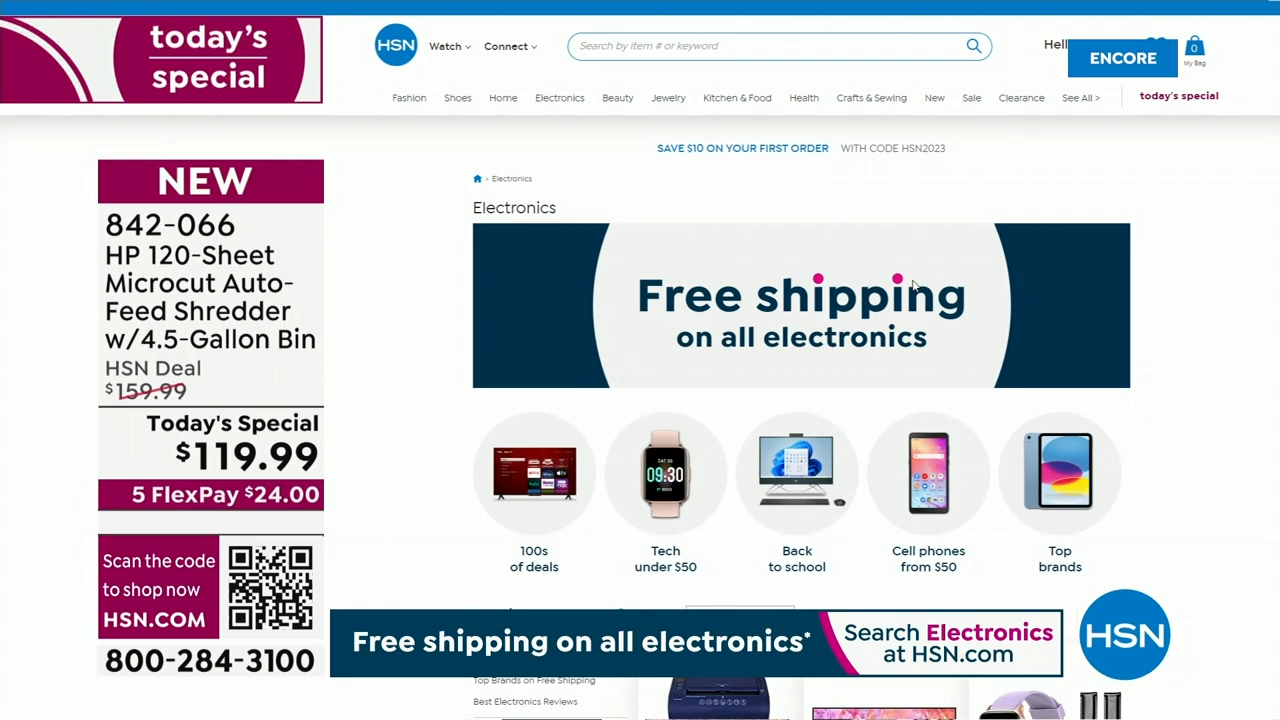 today's
special
HSN
Watch
Connect
Search by item # or keyword
Hell
ENCORE
0
My Bag
Fashion
Shoes
Home
Electronics
Beauty
Jewelry
Kitchen & Food
Health
Crafts & Sewing
New
Sale
Clearance
See All >
today's special
SAVE $10 ON YOUR FIRST ORDER WITH CODE HSN2023
> Electronics
Electronics
Free shipping
on all electronics
100s
of deals
Tech
under $50
Back
to school
Cell phones
from $50
Top
brands
09:30
NEW
842-066
HP 120-Sheet
Microcut Auto-
Feed Shredder
w/4.5-Gallon Bin
HSN Deal
$159.99
Today's Special
$119.99
5 FlexPay $24.00
Scan the code
to shop now
HSN.COM
800-284-3100
Free shipping on all electronics*
Search Electronics
at HSN.com
HSN
Top Brands on Free Shipping
Best Electronics Reviews